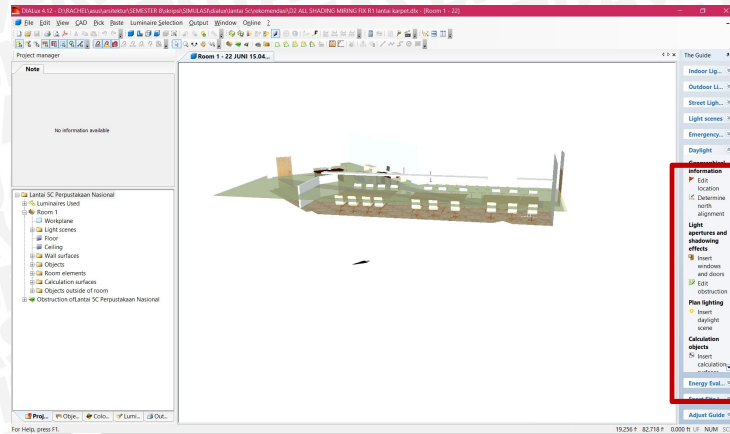 DIALux 4.12 - D:\RACHEL\asus\arsitektur\SEMESTER 8\skripsi\SIMULASI\dialux\lantai 5c\rekomendasi\D2 ALL SHADING MIRING FIX R1 lantai karpet.dlx - [Room 1 - 22]
File Edit View CAD Pick Paste Luminaire Selection Output Window Online ?
Project manager
Room 1 - 22 JUNI 15.04...
The Guide
Note
No information available
Lantai 5C Perpustakaan Nasional
Luminaires Used
Room 1
Workplane
Light scenes
Floor
Ceiling
Wall surfaces
Objects
Room elements
Calculation surfaces
Objects outside of room
Obstruction ofLantai 5C Perpustakaan Nasional
Indoor Lig...
Outdoor Li...
Street Ligh...
Light scenes
Emergency...
Daylight
Geographical
information
Edit
location
Determine
north
alignment
Light
apertures and
shadowing
effects
Insert
windows
and doors
Edit
obstruction
Plan lighting
Insert
daylight
scene
Calculation
objects
Insert
calculation
Energy Eval...
Adjust Guide
Proj... Obje... Colo... Lumi... Out...
For Help, press F1.
19.256 f 82.718 f 0.000 ft UF NUM SC